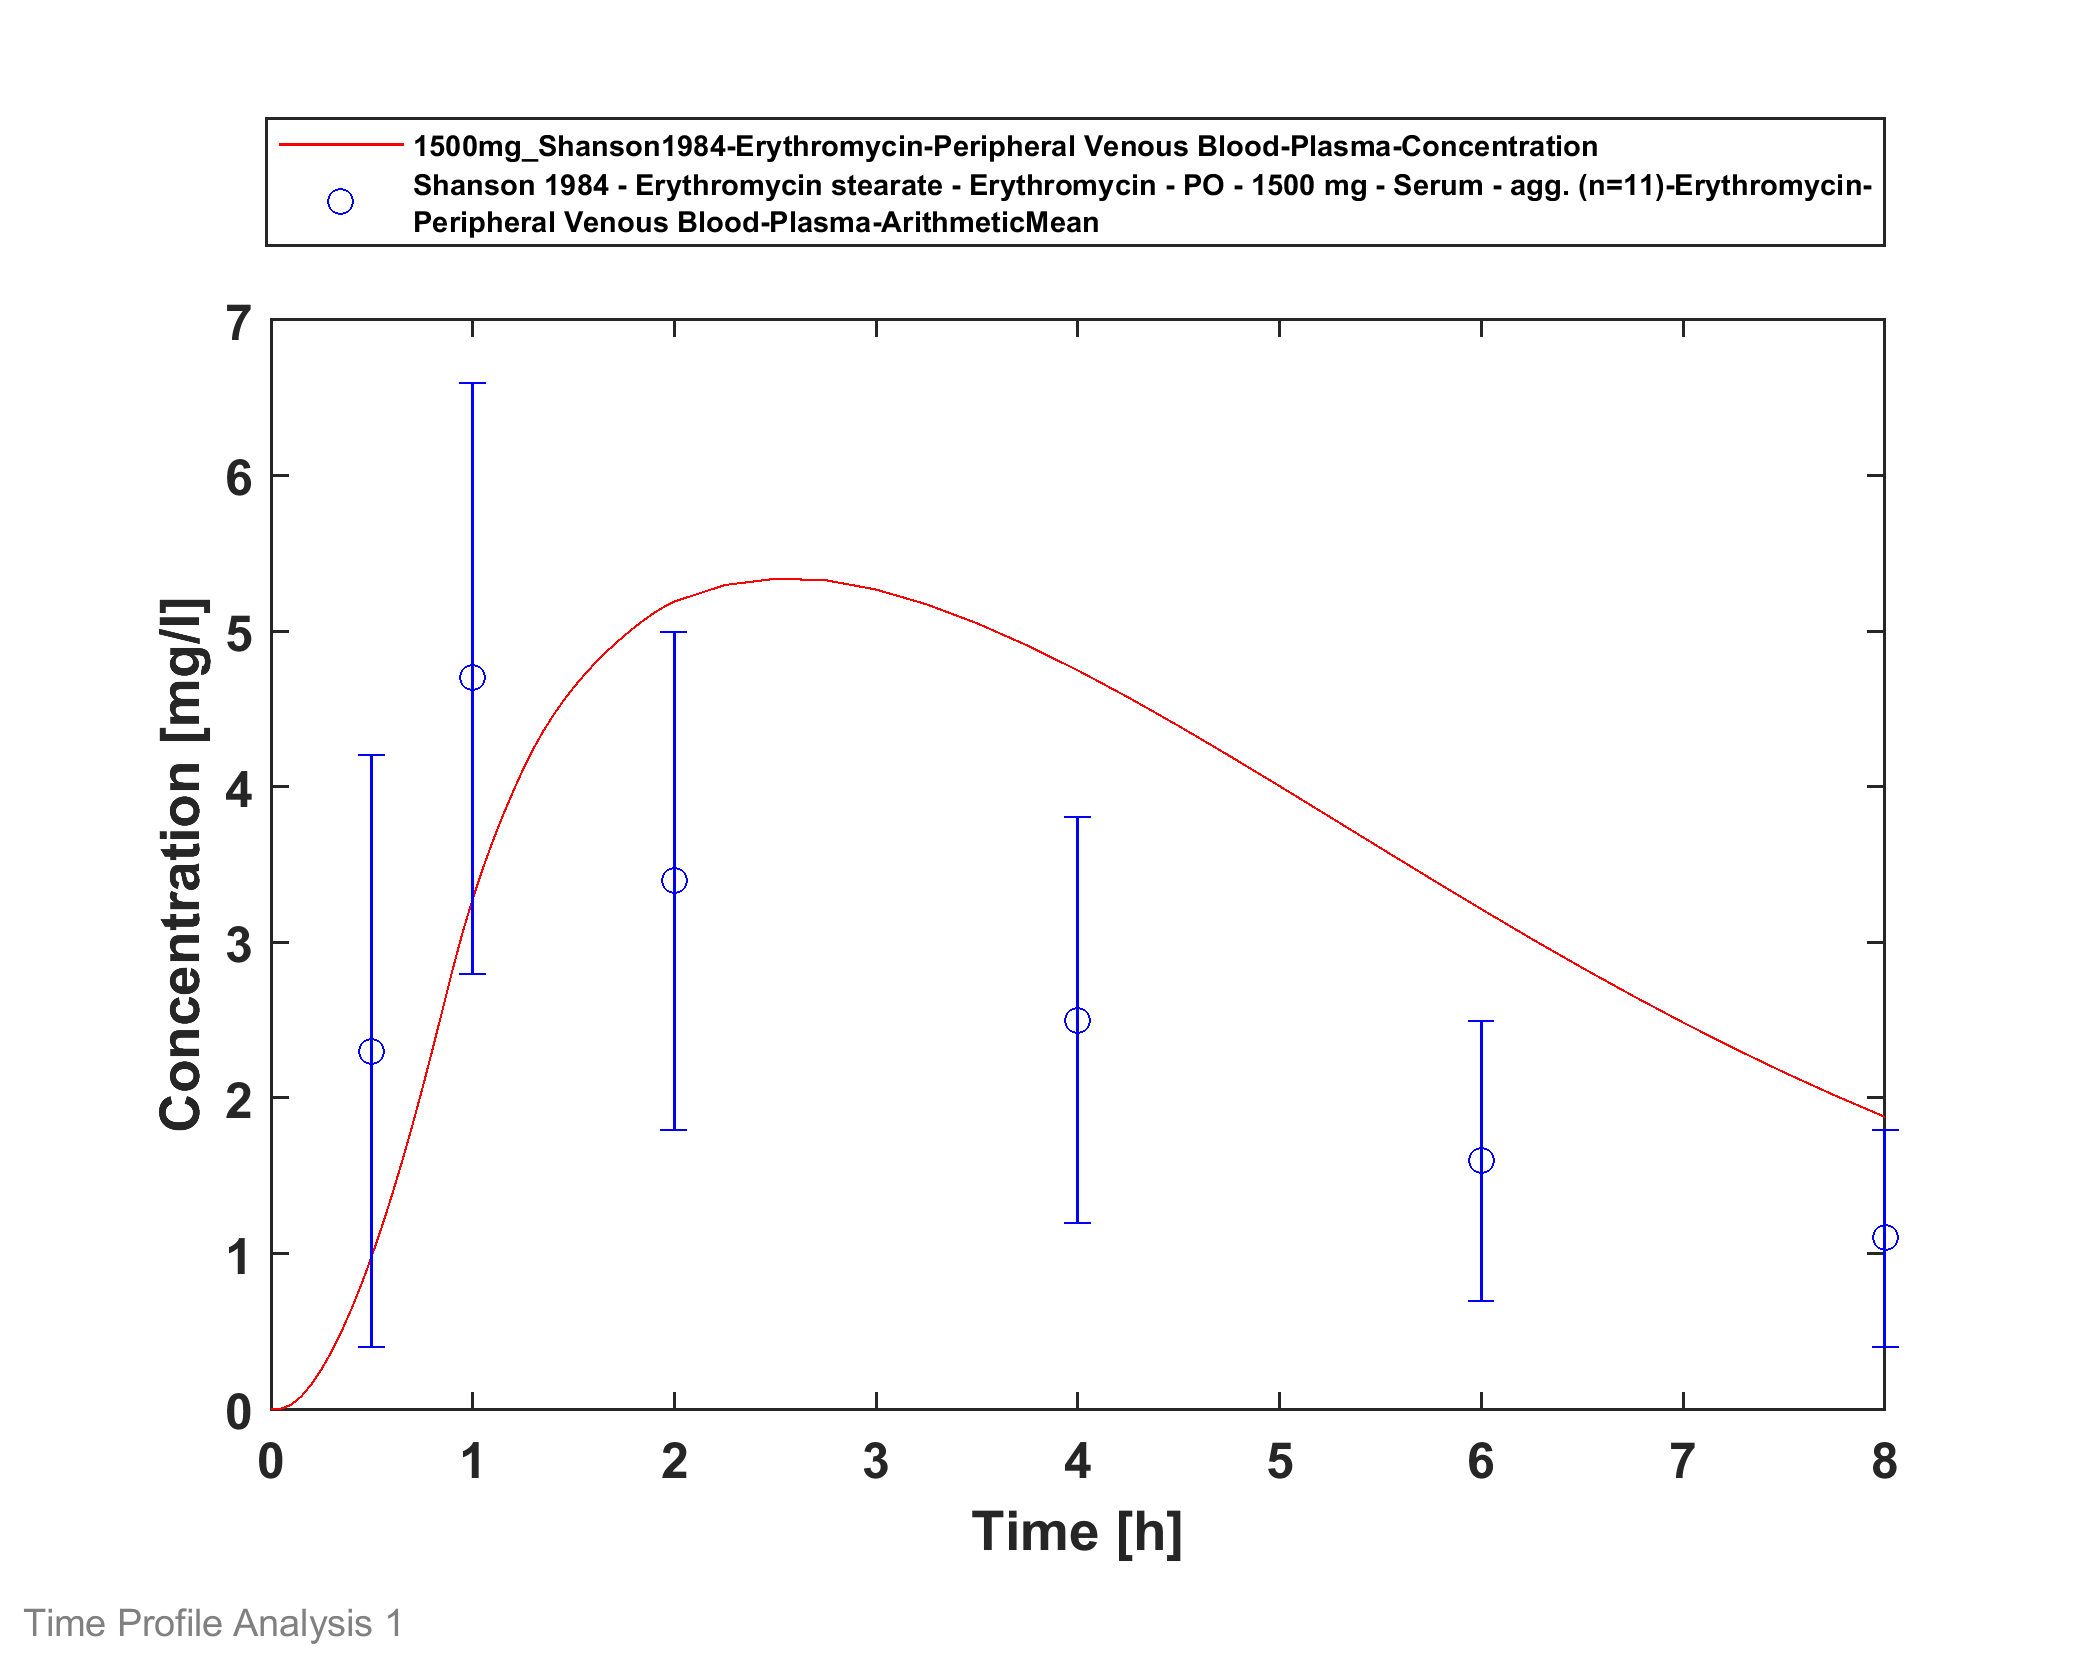 1500mg_Shanson1984-Erythromycin-Peripheral Venous Blood-Plasma-Concentration
Shanson 1984 - Erythromycin stearate - Erythromycin - PO - 1500 mg - Serum - agg. (n=11)-Erythromycin-
Peripheral Venous Blood-Plasma-ArithmeticMean
7
6
5
4
3
2
1
0
Concentration [mg/l]
0 1 2 3 4 5 6 7 8
Time [h]
Time Profile Analysis 1